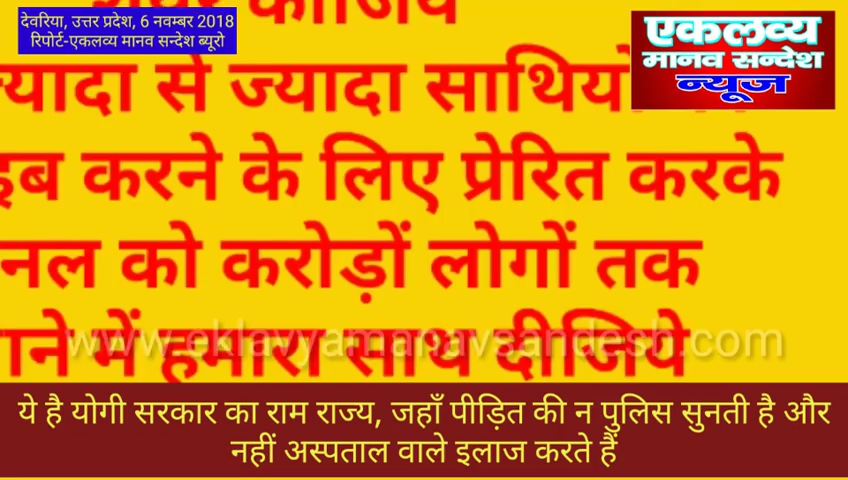 देवरिया, उत्तर प्रदेश, 6 नवम्बर 2018
रिपोर्ट-एकलव्य मानव सन्देश ब्यूरो
एकलव्य
मानव सन्देश
न्यूज
से ज्यादा
करने के लिए प्रेरित करके
को करोड़ों लोगों तक
में हमारा साथ दीजिये
www.eklavyamanavsandesh.com
ये है योगी सरकार का राम राज्य, जहाँ पीड़ित की न पुलिस सुनती है और
नहीं अस्पताल वाले इलाज करते हैं